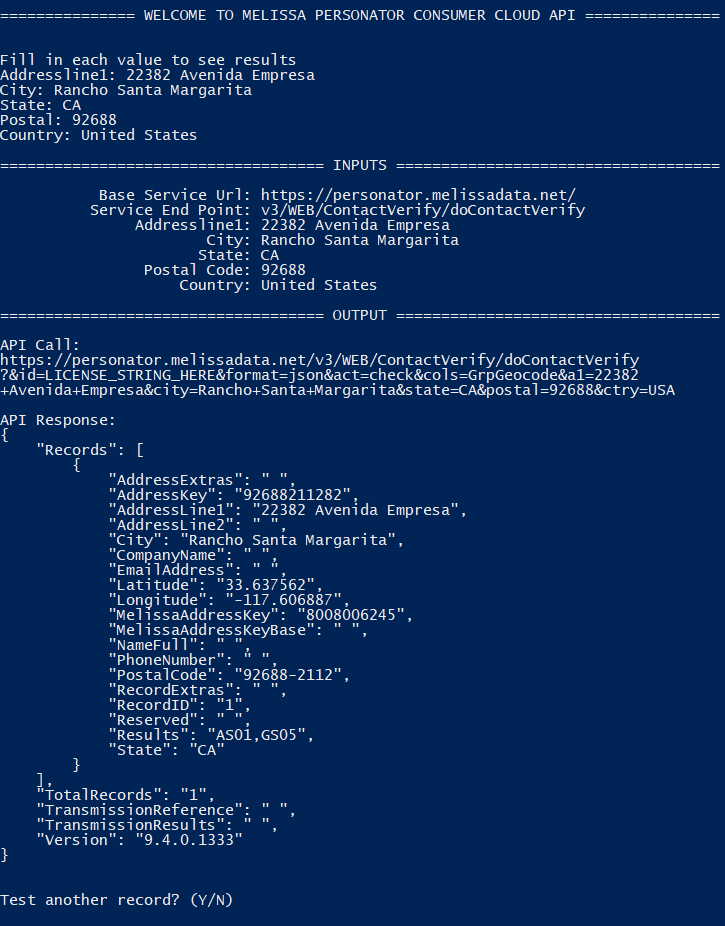 =============== WELCOME TO MELISSA PERSONATOR CONSUMER CLOUD API ===============
Fill in each value to see results
Addressline1: 22382 Avenida Empresa
City: Rancho Santa Margarita
State: CA
Postal: 92688
Country: United States
==================================== INPUTS ====================================
Base Service Url: https://personator.melissadata.net/
Service End Point: v3/WEB/ContactVerify/doContactVerify
Addressline1: 22382 Avenida Empresa
City: Rancho Santa Margarita
State: CA
Postal Code: 92688
Country: United States
==================================== OUTPUT ====================================
API Call:
https://personator.melissadata.net/v3/WEB/ContactVerify/doContactVerify
?&id=LICENSE_STRING_HERE&format=json&act=check&cols=GrpGeocode&a1=22382
+Avenida+Empresa&city=Rancho+Santa+Margarita&state=CA&postal=92688&ctry=USA
API Response:
{
    "Records": [
        {
            "AddressExtras": " ",
            "AddressKey": "92688211282",
            "AddressLine1": "22382 Avenida Empresa",
            "AddressLine2": " ",
            "City": "Rancho Santa Margarita",
            "CompanyName": " ",
            "EmailAddress": " ",
            "Latitude": "33.637562",
            "Longitude": "-117.606887",
            "MelissaAddressKey": "8008006245",
            "MelissaAddressKeyBase": " ",
            "NameFull": " ",
            "PhoneNumber": " ",
            "PostalCode": "92688-2112",
            "RecordExtras": " ",
            "RecordID": "1",
            "Reserved": " ",
            "Results": "AS01,GS05",
            "State": "CA"
        }
    ],
    "TotalRecords": "1",
    "TransmissionReference": " ",
    "TransmissionResults": " ",
    "Version": "9.4.0.1333"
}
Test another record? (Y/N)